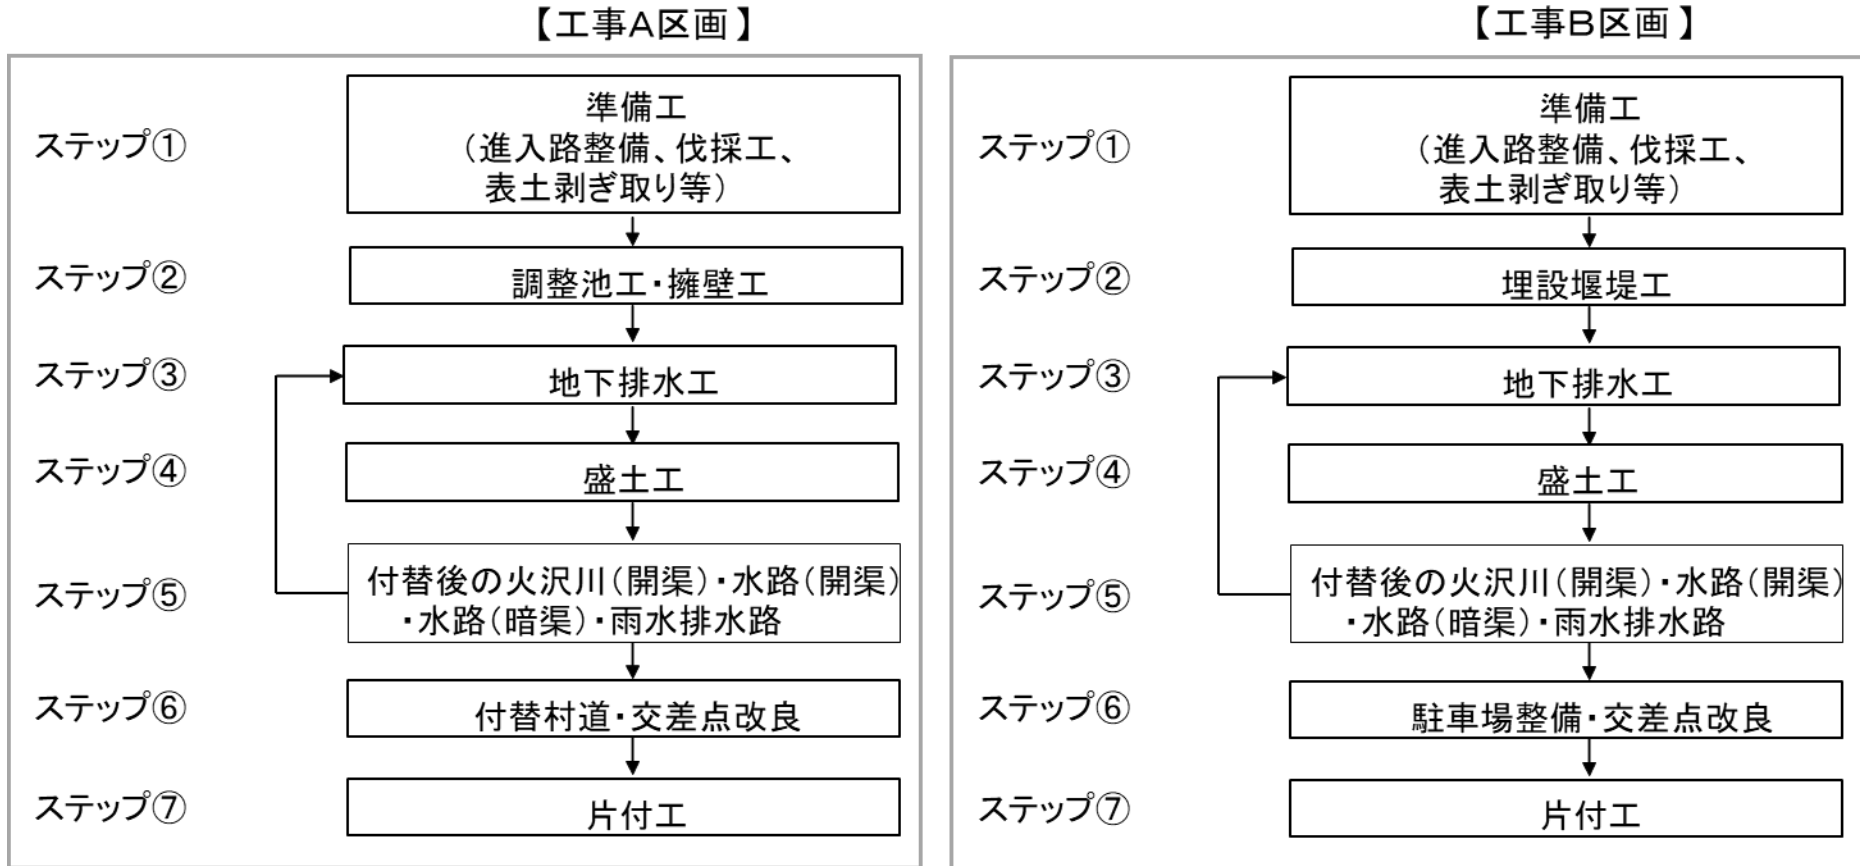 【工事A区画】
ステップ①
準備工
（進入路整備、伐採工、
表土剥ぎ取り等）
ステップ②
調整池工・擁壁工
ステップ③
地下排水工
ステップ④
盛土工
ステップ⑤
付替後の火沢川（開渠）・水路（開渠）
・水路（暗渠）・雨水排水路
ステップ⑥
付替村道・交差点改良
ステップ⑦
片付工
【工事B区画】
ステップ①
準備工
（進入路整備、伐採工、
表土剥ぎ取り等）
ステップ②
埋設堰堤工
ステップ③
地下排水工
ステップ④
盛土工
ステップ⑤
付替後の火沢川（開渠）・水路（開渠）
・水路（暗渠）・雨水排水路
ステップ⑥
駐車場整備・交差点改良
ステップ⑦
片付工